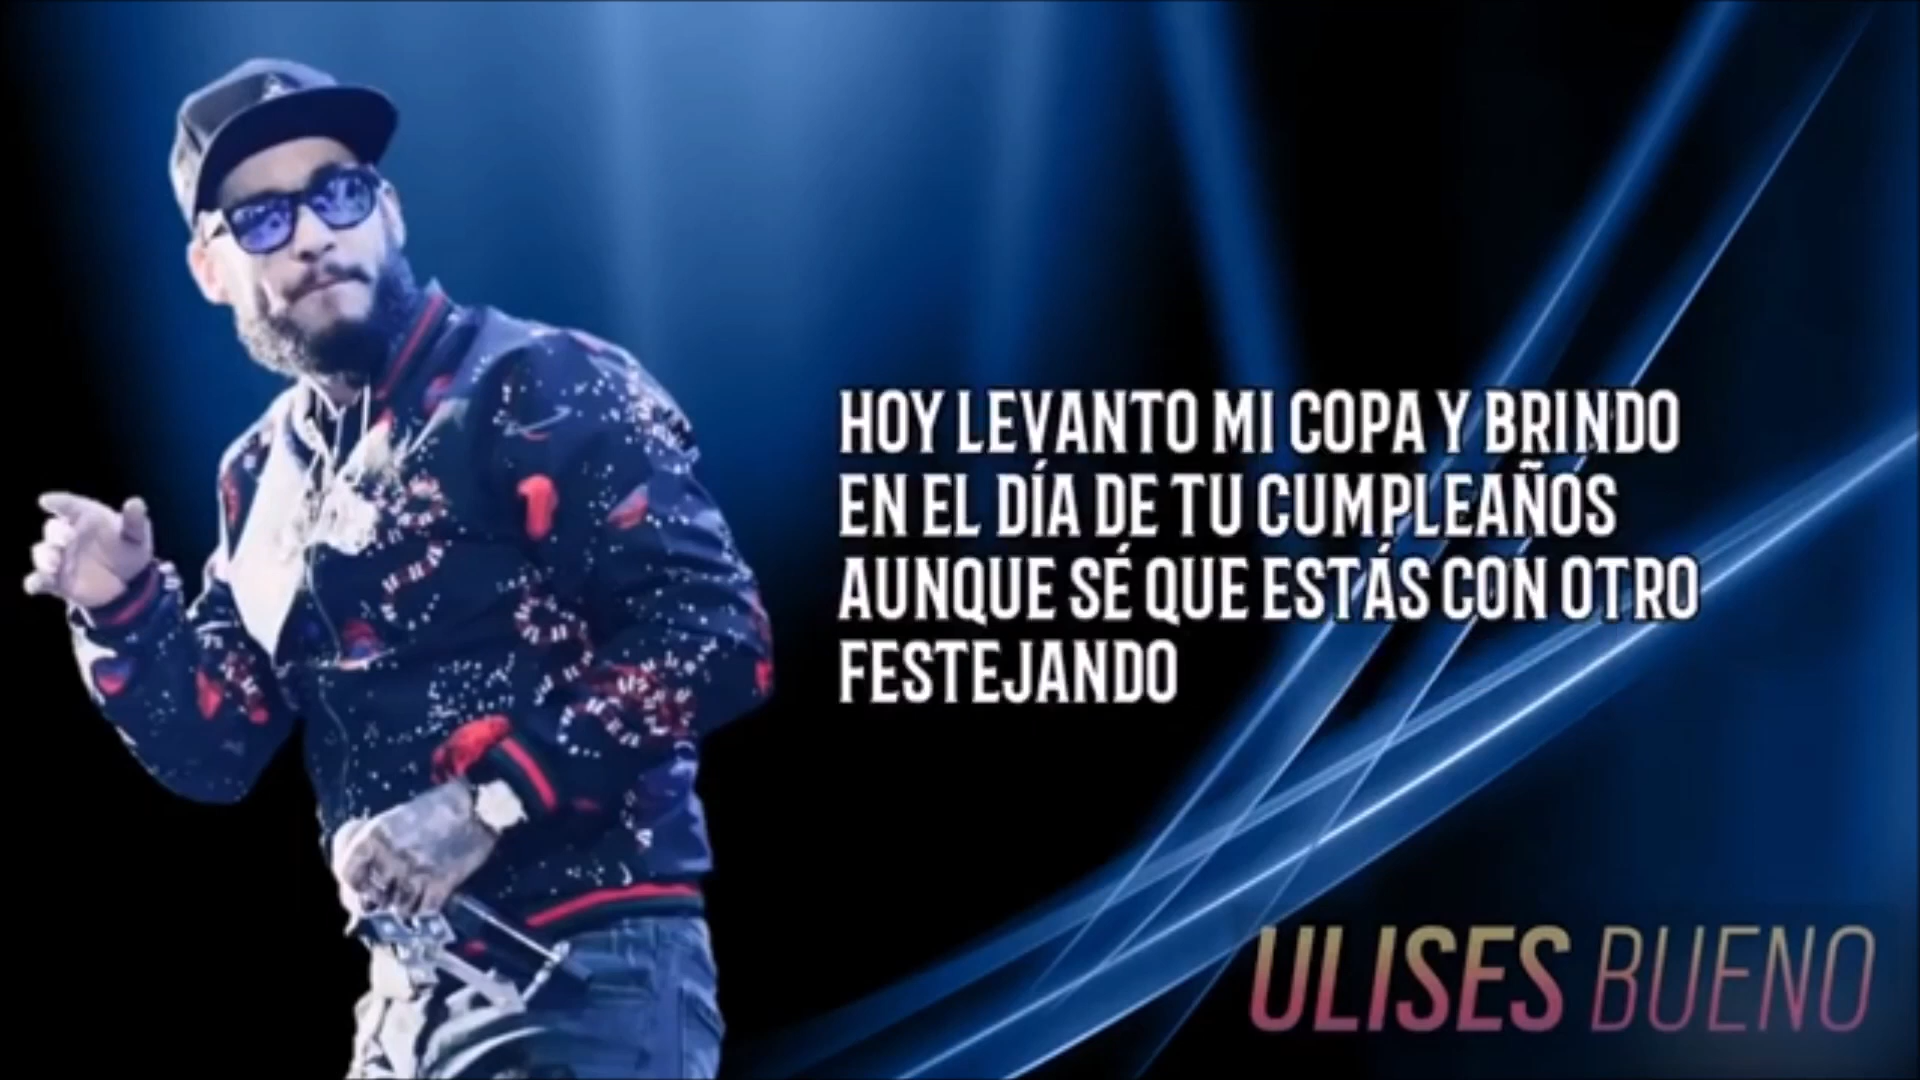 HOY LEVANTO MI COPA Y BRINDO
EN EL DÍA DE TU CUMPLEAÑOS
AUNQUE SÉ QUE ESTÁS CON OTRO
FESTEJANDO
ULISES BUENO